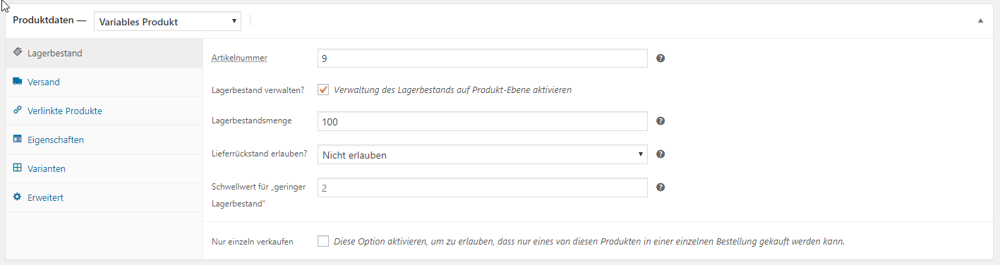 Produktdaten — Variables Produkt
Lagerbestand
Versand
Verlinkte Produkte
Eigenschaften
Varianten
Erweitert
Artikelnummer 9
Lagerbestand verwalten? Verwaltung des Lagerbestands auf Produkt-Ebene aktivieren
Lagerbestandsmenge 100
Lieferrückstand erlauben? Nicht erlauben
Schwellwert für „geringer
Lagerbestand“ 2
Nur einzeln verkaufen Diese Option aktivieren, um zu erlauben, dass nur eines von diesen Produkten in einer einzelnen Bestellung gekauft werden kann.